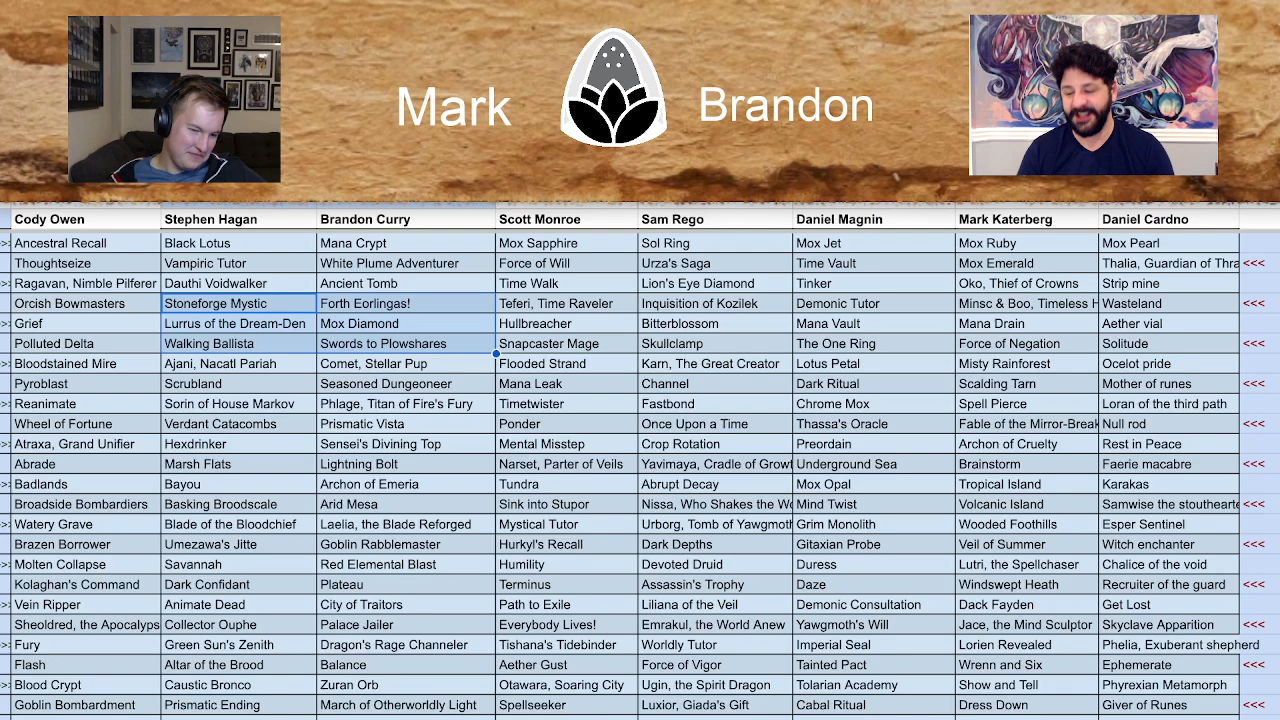 Mark Brandon
Cody Owen Stephen Hagan Brandon Curry Scott Monroe Sam Rego Daniel Magnin Mark Katerberg Daniel Cardno
Ancestral Recall Black Lotus Mana Crypt Mox Sapphire Sol Ring Mox Jet Mox Ruby Mox Pearl
Thoughtseize Vampiric Tutor White Plume Adventurer Force of Will Urza's Saga Time Vault Mox Emerald Thalia, Guardian of Thra <<<
Ragavan, Nimble Pilferer Dauthi Voidwalker Ancient Tomb Time Walk Lion's Eye Diamond Tinker Oko, Thief of Crowns Strip mine
Orcish Bowmasters Stoneforge Mystic Forth Eorlingas! Teferi, Time Raveler Inquisition of Kozilek Demonic Tutor Minsc & Boo, Timeless H Wasteland <<<
Grief Lurrus of the Dream-Den Mox Diamond Hullbreacher Bitterblossom Mana Vault Mana Drain Aether vial
Polluted Delta Walking Ballista Swords to Plowshares Snapcaster Mage Skullclamp The One Ring Force of Negation Solitude <<<
Bloodstained Mire Ajani, Nacatl Pariah Comet, Stellar Pup Flooded Strand Karn, The Great Creator Lotus Petal Misty Rainforest Ocelot pride
Pyroblast Scrubland Seasoned Dungeoneer Mana Leak Channel Dark Ritual Scalding Tarn Mother of runes <<<
Reanimate Sorin of House Markov Phlage, Titan of Fire's Fury Timetwister Fastbond Chrome Mox Spell Pierce Loran of the third path
Wheel of Fortune Verdant Catacombs Prismatic Vista Ponder Once Upon a Time Thassa's Oracle Fable of the Mirror-Break Null rod <<<
Atraxa, Grand Unifier Hexdrinker Sensei's Divining Top Mental Misstep Crop Rotation Preordain Archon of Cruelty Rest in Peace
Abrade Marsh Flats Lightning Bolt Narset, Parter of Veils Yavimaya, Cradle of Growt Underground Sea Brainstorm Faerie macabre <<<
Badlands Bayou Archon of Emeria Tundra Abrupt Decay Mox Opal Tropical Island Karakas
Broadside Bombardiers Basking Broodscale Arid Mesa Sink into Stupor Nissa, Who Shakes the Wo Mind Twist Volcanic Island Samwise the stouthearte <<<
Watery Grave Blade of the Bloodchief Laelia, the Blade Reforged Mystical Tutor Urborg, Tomb of Yawgmoth Grim Monolith Wooded Foothills Esper Sentinel
Brazen Borrower Umezawa's Jitte Goblin Rabblemaster Hurkyl's Recall Dark Depths Gitaxian Probe Veil of Summer Witch enchanter <<<
Molten Collapse Savannah Red Elemental Blast Humility Devoted Druid Duress Lutri, the Spellchaser Chalice of the void
Kolaghan's Command Dark Confidant Plateau Terminus Assassin's Trophy Daze Windswept Heath Recruiter of the guard <<<
Vein Ripper Animate Dead City of Traitors Path to Exile Liliana of the Veil Demonic Consultation Dack Fayden Get Lost
Sheoldred, the Apocalyps Collector Ouphe Palace Jailer Everybody Lives! Emrakul, the World Anew Yawgmoth's Will Jace, the Mind Sculptor Skyclave Apparition <<<
Fury Green Sun's Zenith Dragon's Rage Channeler Tishana's Tidebinder Worldly Tutor Imperial Seal Lorien Revealed Phelia, Exuberant shepherd
Flash Altar of the Brood Balance Aether Gust Force of Vigor Tainted Pact Wrenn and Six Ephemerate <<<
Blood Crypt Caustic Bronco Zuran Orb Otawara, Soaring City Ugin, the Spirit Dragon Tolarian Academy Show and Tell Phyrexian Metamorph
Goblin Bombardment Prismatic Ending March of Otherworldly Light Spellseeker Luxior, Giada's Gift Cabal Ritual Dress Down Giver of Runes <<<